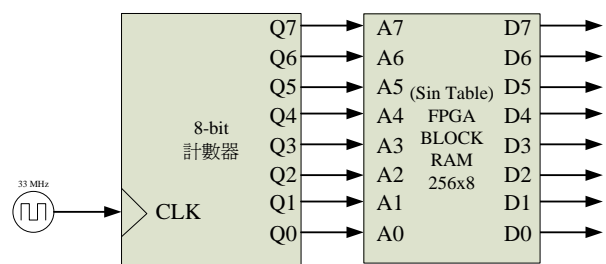 Q7
A7
D7
Q6
A6
D6
Q5
A5
(Sin Table)
D5
Q4
A4
FPGA
D4
8-bit
計數器
Q3
A3
BLOCK
D3
Q2
A2
RAM
D2
33 MHz
CLK
Q1
A1
256x8
D1
Q0
A0
D0